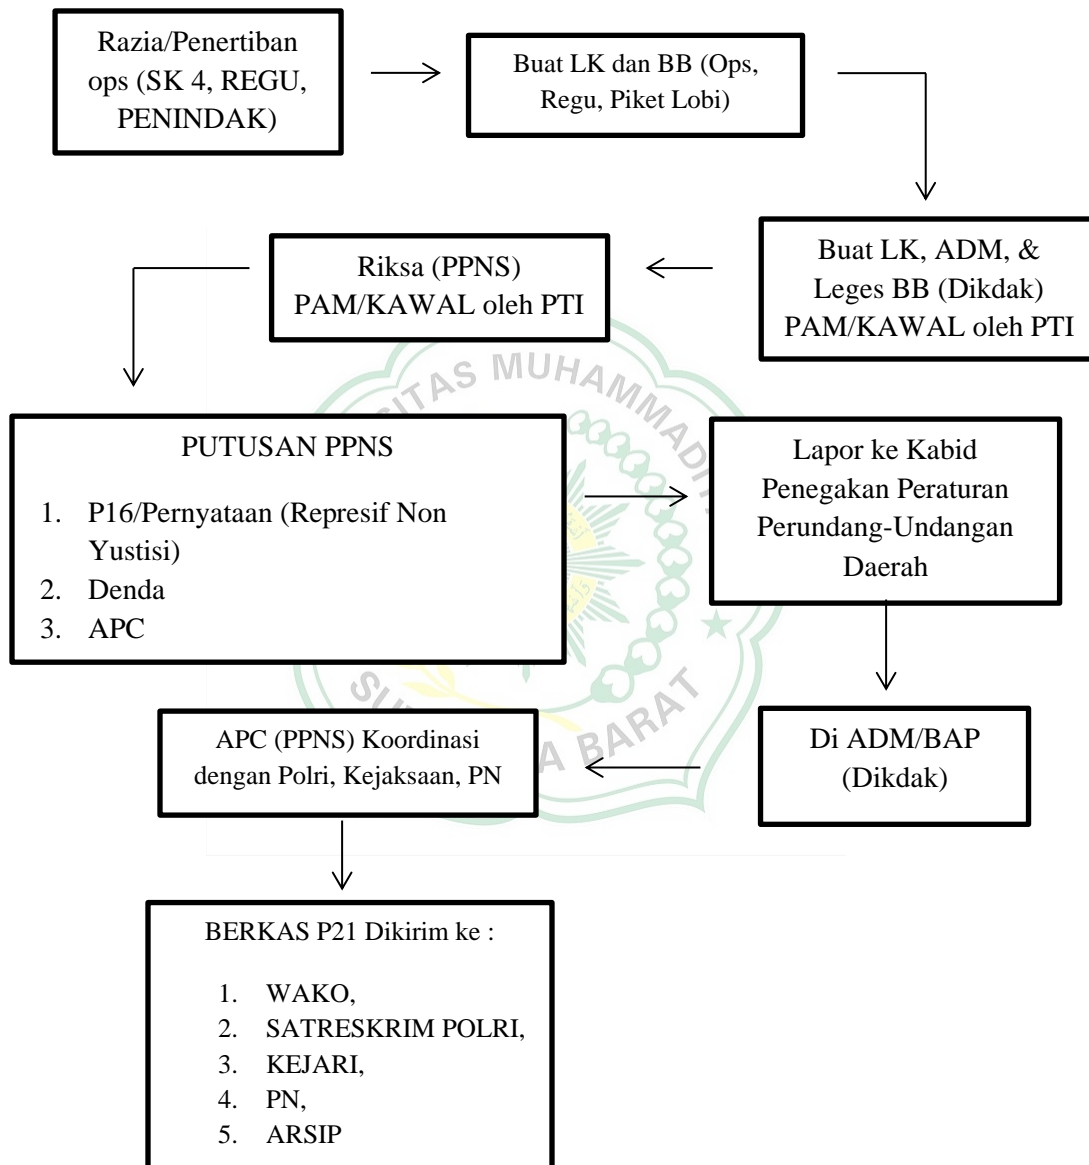 Razia/Penertiban
ops (SK 4, REGU,
PENINDAK)
Buat LK dan BB (Ops,
Regu, Piket Lobi)
Buat LK, ADM, &
Leges BB (Dikdak)
PAM/KAWAL oleh PTI
Riksa (PPNS)
PAM/KAWAL oleh PTI
PUTUSAN PPNS
1. P16/Pernyataan (Represif Non
Yustisi)
2. Denda
3. APC
Lapor ke Kabid
Penegakan Peraturan
Perundang-Undangan
Daerah
Di ADM/BAP
(Dikdak)
APC (PPNS) Koordinasi
dengan Polri, Kejaksaan, PN
BERKAS P21 Dikirim ke :
1. WAKO,
2. SATRESKRIM POLRI,
3. KEJARI,
4. PN,
5. ARSIP
SITAS MUHAMMADI
SU A BARAT